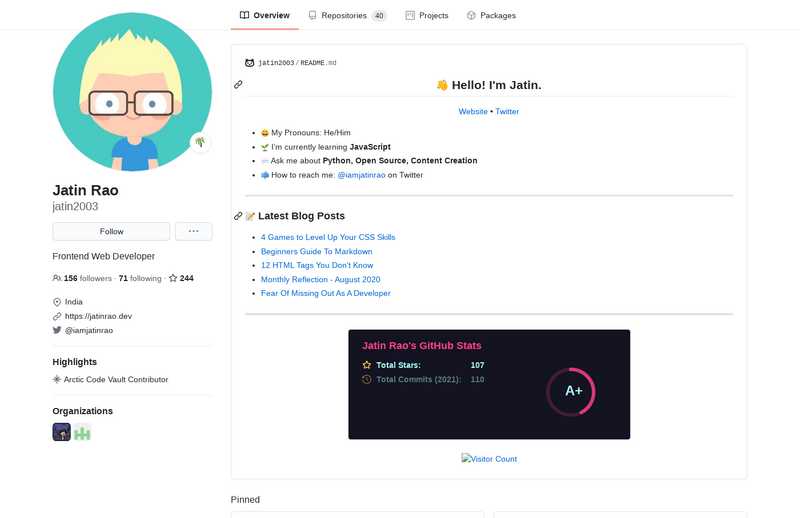 Overview Repositories 40 Projects Packages
jatin2003 / README.md
👋 Hello! I'm Jatin.
Website • Twitter
😄 My Pronouns: He/Him
🌱 I'm currently learning JavaScript
💬 Ask me about Python, Open Source, Content Creation
📫 How to reach me: @iamjatinrao on Twitter
📝 Latest Blog Posts
4 Games to Level Up Your CSS Skills
Beginners Guide To Markdown
12 HTML Tags You Don't Know
Monthly Reflection - August 2020
Fear Of Missing Out As A Developer
Jatin Rao's GitHub Stats
Total Stars: 107
Total Commits (2021): 110
A+
Visitor Count
Pinned
Jatin Rao
jatin2003
Follow ...
Frontend Web Developer
156 followers · 71 following · 244
India
https://jatinrao.dev
@iamjatinrao
Highlights
Arctic Code Vault Contributor
Organizations